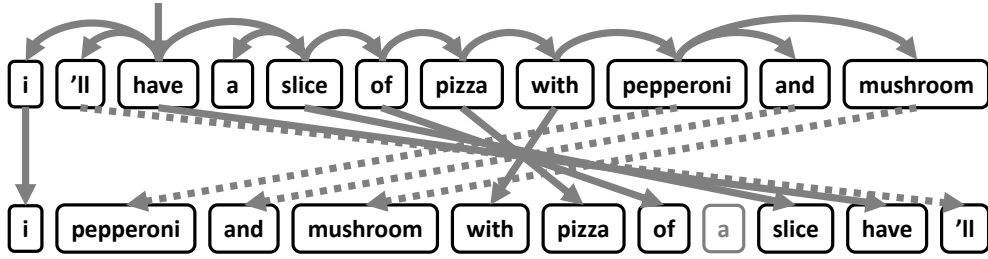 i 'll have a slice of pizza with pepperoni and mushroom
i pepperoni and mushroom with pizza of a slice have 'll